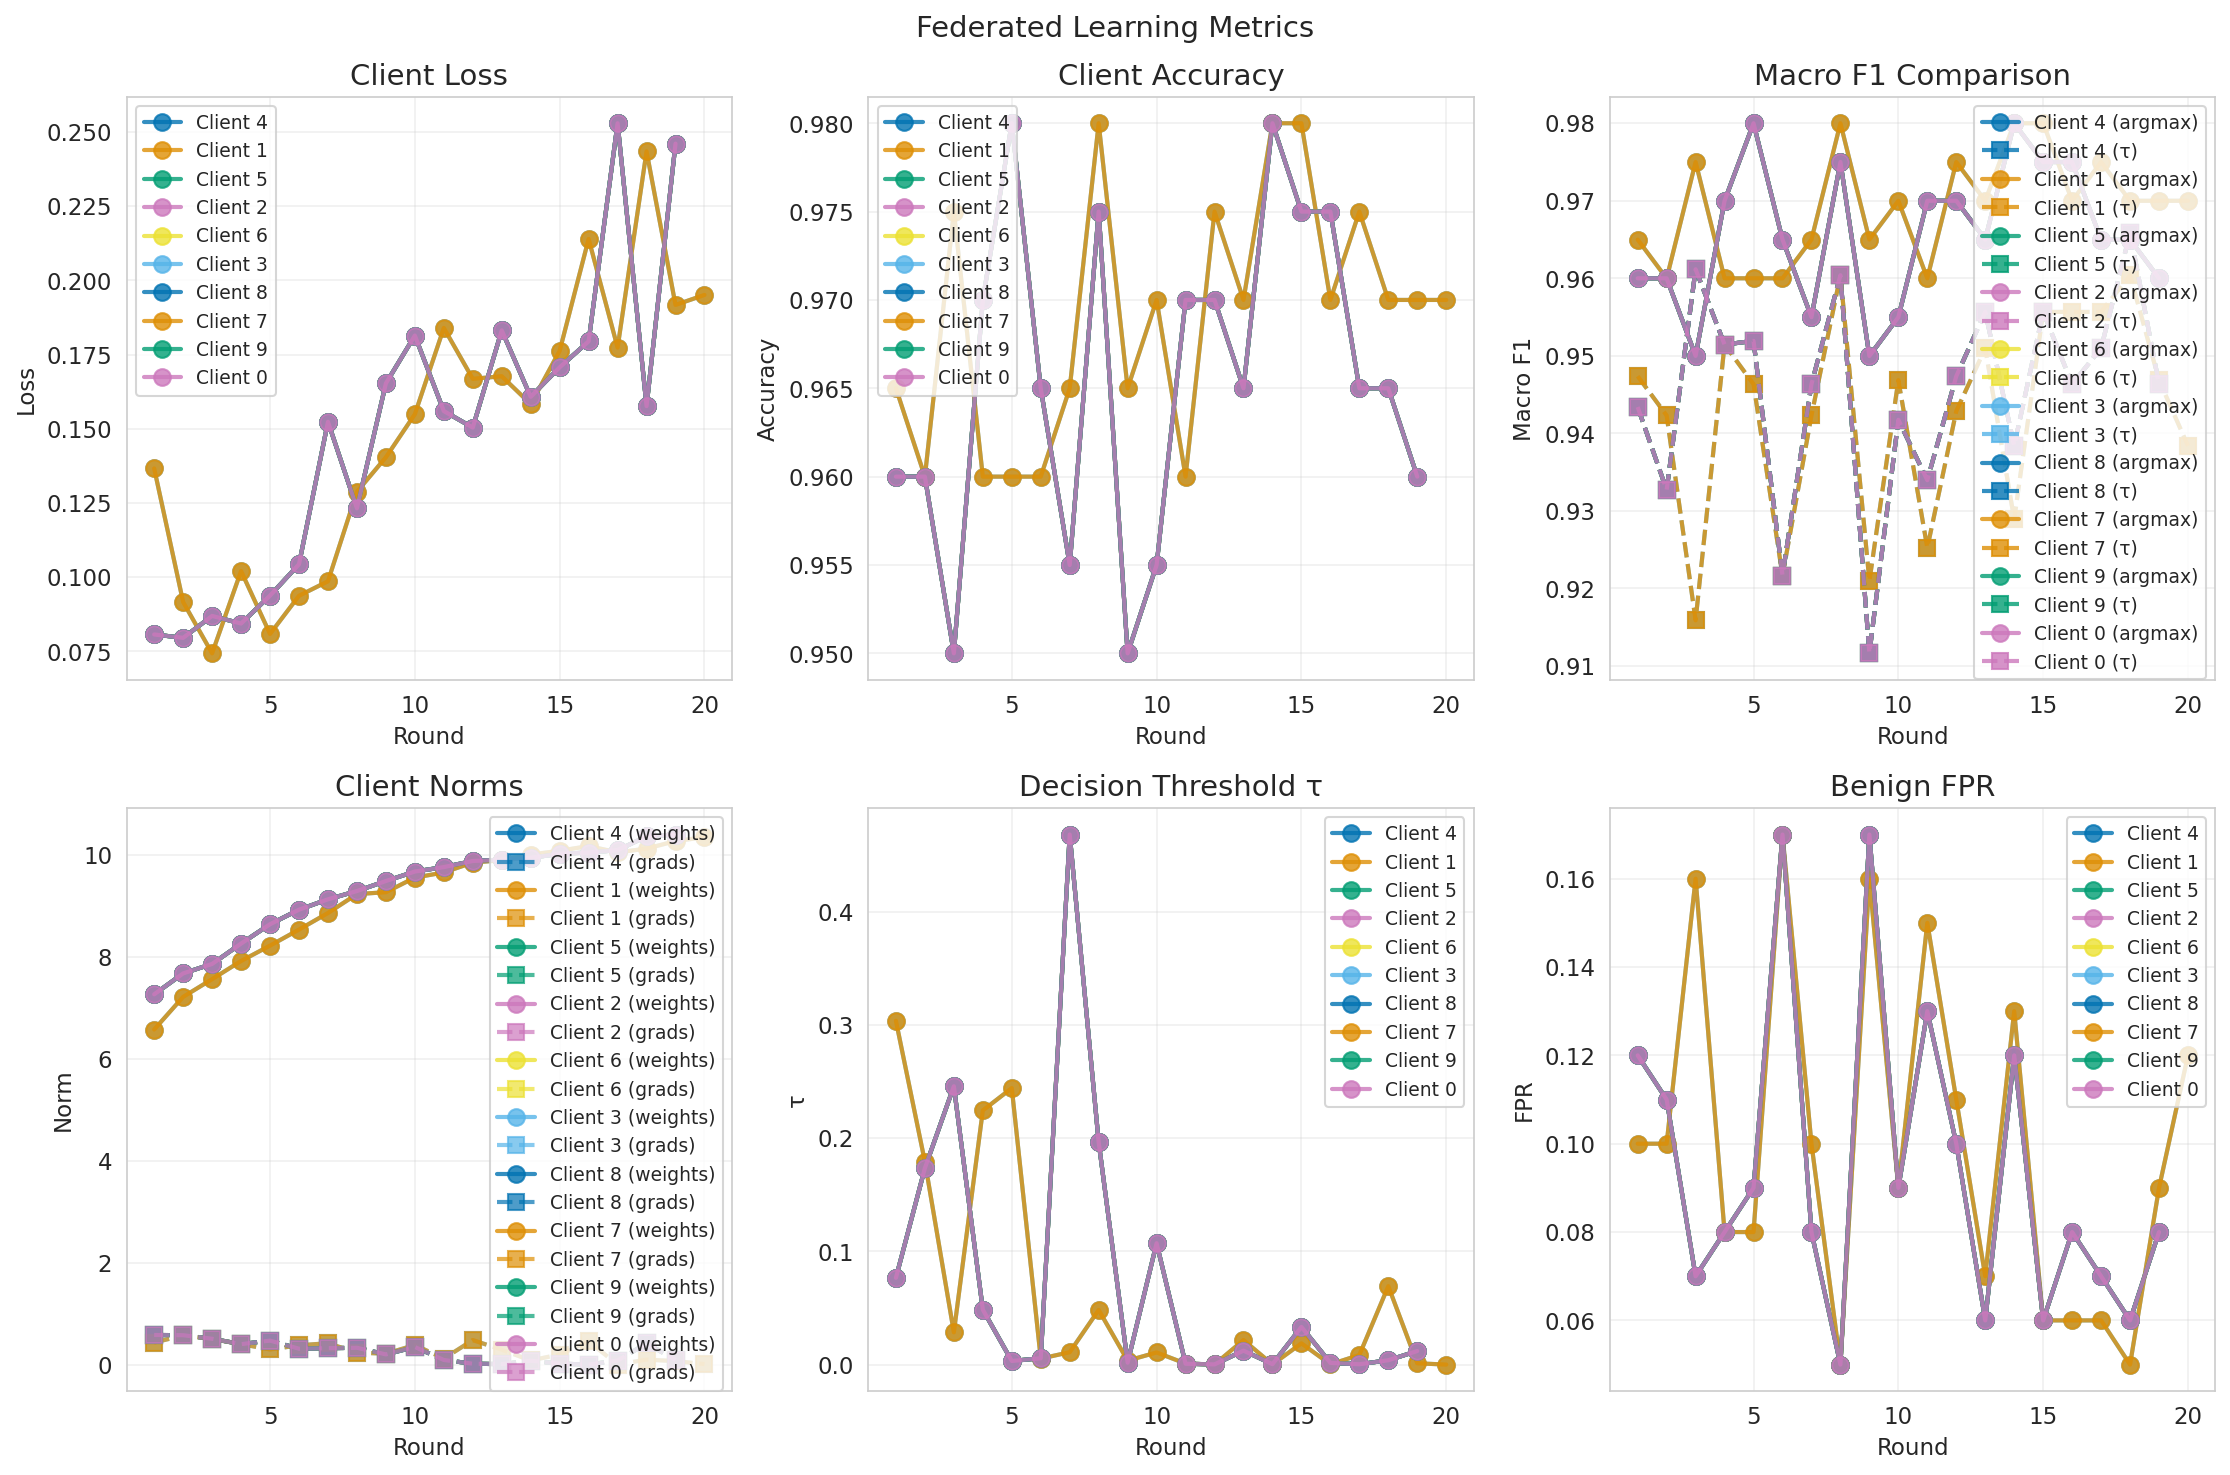 Federated Learning Metrics
Client Loss
0.250
0.225
0.200
0.175
0.150
0.125
0.100
0.075
Loss
5 10 15 20
Round
Client 4
Client 1
Client 5
Client 2
Client 6
Client 3
Client 8
Client 7
Client 9
Client 0
Client Accuracy
0.980
0.975
0.970
0.965
0.960
0.955
0.950
Accuracy
5 10 15 20
Round
Client 4
Client 1
Client 5
Client 2
Client 6
Client 3
Client 8
Client 7
Client 9
Client 0
Macro F1 Comparison
0.98
0.97
0.96
0.95
0.94
0.93
0.92
0.91
Macro F1
5 10 15 20
Round
Client 4 (argmax)
Client 4 (τ)
Client 1 (argmax)
Client 1 (τ)
Client 5 (argmax)
Client 5 (τ)
Client 2 (argmax)
Client 2 (τ)
Client 6 (argmax)
Client 6 (τ)
Client 3 (argmax)
Client 3 (τ)
Client 8 (argmax)
Client 8 (τ)
Client 7 (argmax)
Client 7 (τ)
Client 9 (argmax)
Client 9 (τ)
Client 0 (argmax)
Client 0 (τ)
Client Norms
10
8
6
4
2
0
Norm
5 10 15 20
Round
Client 4 (weights)
Client 4 (grads)
Client 1 (weights)
Client 1 (grads)
Client 5 (weights)
Client 5 (grads)
Client 2 (weights)
Client 2 (grads)
Client 6 (weights)
Client 6 (grads)
Client 3 (weights)
Client 3 (grads)
Client 8 (weights)
Client 8 (grads)
Client 7 (weights)
Client 7 (grads)
Client 9 (weights)
Client 9 (grads)
Client 0 (weights)
Client 0 (grads)
Decision Threshold τ
0.4
0.3
0.2
0.1
0.0
τ
5 10 15 20
Round
Client 4
Client 1
Client 5
Client 2
Client 6
Client 3
Client 8
Client 7
Client 9
Client 0
Benign FPR
0.16
0.14
0.12
0.10
0.08
0.06
FPR
5 10 15 20
Round
Client 4
Client 1
Client 5
Client 2
Client 6
Client 3
Client 8
Client 7
Client 9
Client 0